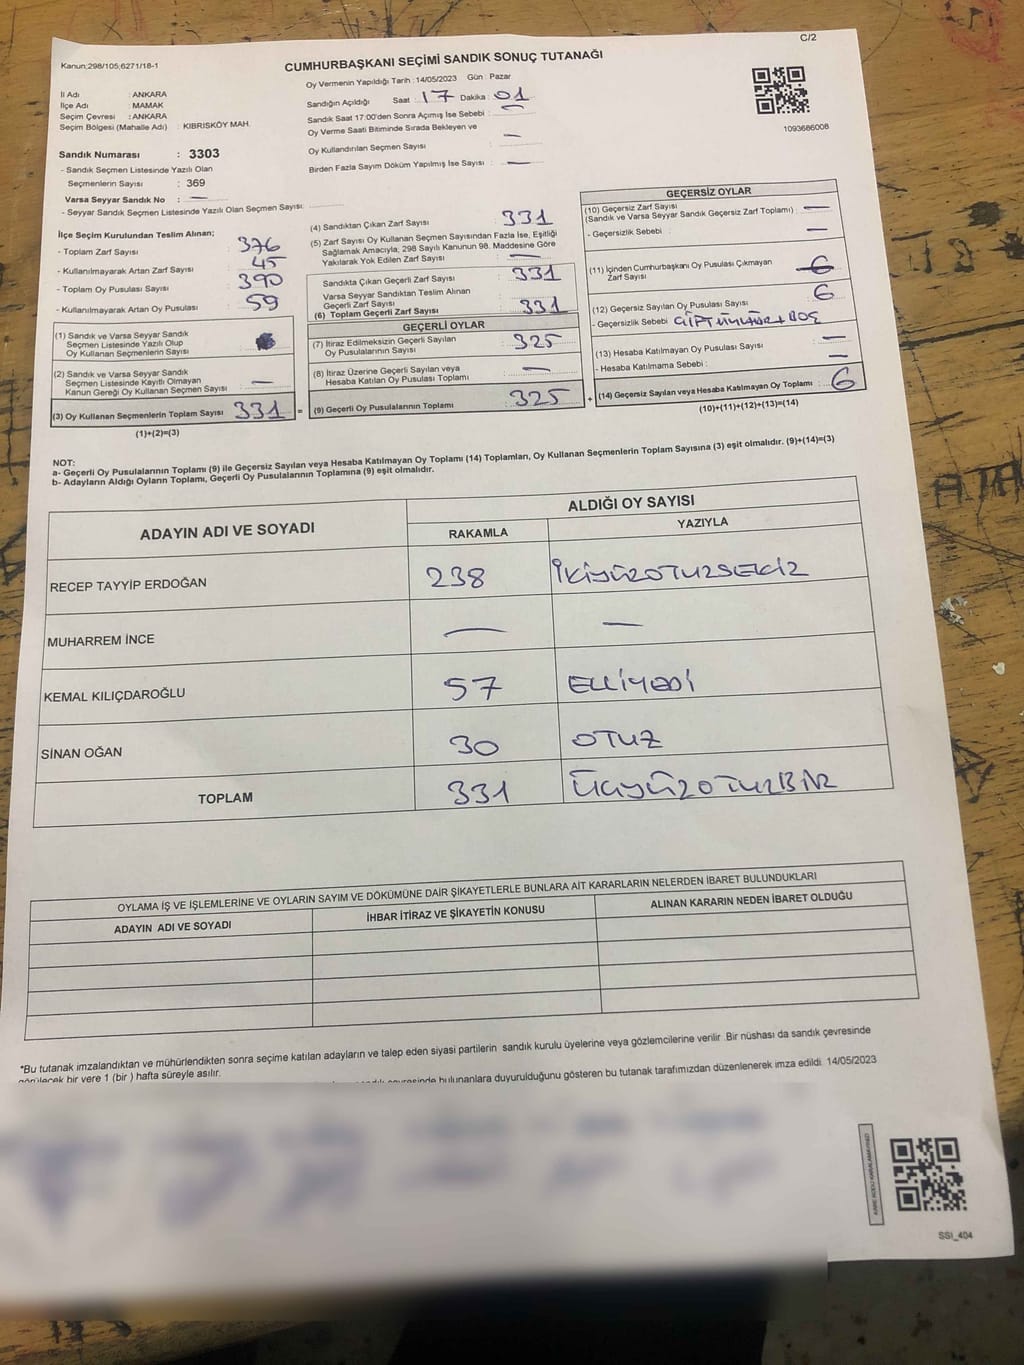 C/2
Kanun;298/105;6271/18-1
CUMHURBAŞKANI SEÇİMİ SANDIK SONUÇ TUTANAĞI
Oy Vermenin Yapıldığı Tarih : 14/05/2023 Gün : Pazar
İl Adı : ANKARA
İlçe Adı : MAMAK
Seçim Çevresi : ANKARA
Seçim Bölgesi (Mahalle Adı) : KIBRISKÖY MAH.
Sandığın Açıldığı Saat : 17 Dakika : 01
Sandık Saat 17:00'den Sonra Açımış İse Sebebi : —
Oy Verme Saati Bitiminde Sırada Bekleyen ve
Oy Kullandırılan Seçmen Sayısı : —
Birden Fazla Sayım Döküm Yapılmış İse Sayısı : —
1093686008
Sandık Numarası : 3303
- Sandık Seçmen Listesinde Yazılı Olan
Seçmenlerin Sayısı : 369
Varsa Seyyar Sandık No : —
- Seyyar Sandık Seçmen Listesinde Yazılı Olan Seçmen Sayısı:
İlçe Seçim Kurulundan Teslim Alınan;
- Toplam Zarf Sayısı : 376
- Kullanılmayarak Artan Zarf Sayısı : 45
- Toplam Oy Pusulası Sayısı : 390
- Kullanılmayarak Artan Oy Pusulası : 59
(1) Sandık ve Varsa Seyyar Sandık
Seçmen Listesinde Yazılı Olup
Oy Kullanan Seçmenlerin Sayısı :
(2) Sandık ve Varsa Seyyar Sandık
Seçmen Listesinde Kayıtlı Olmayan
Kanun Gereği Oy Kullanan Seçmen Sayısı : —
(3) Oy Kullanan Seçmenlerin Toplam Sayısı : 331 =
(1)+(2)=(3)
(4) Sandıktan Çıkan Zarf Sayısı : 331
(5) Zarf Sayısı Oy Kullanan Seçmen Sayısından Fazla İse, Eşitliği
Sağlamak Amacıyla, 298 Sayılı Kanunun 98. Maddesine Göre
Yakılarak Yok Edilen Zarf Sayısı : —
Sandıkta Çıkan Geçerli Zarf Sayısı : 331
Varsa Seyyar Sandıktan Teslim Alınan
Geçerli Zarf Sayısı :
(6) Toplam Geçerli Zarf Sayısı : 331
GEÇERLİ OYLAR
(7) İtiraz Edilmeksizin Geçerli Sayılan
Oy Pusulalarının Sayısı : 325
(8) İtiraz Üzerine Geçerli Sayılan veya
Hesaba Katılan Oy Pusulası Toplamı : —
(9) Geçerli Oy Pusulalarının Toplamı : 325 +
GEÇERSİZ OYLAR
(10) Geçersiz Zarf Sayısı
(Sandık ve Varsa Seyyar Sandık Geçersiz Zarf Toplamı) : —
- Geçersizlik Sebebi : —
(11) İçinden Cumhurbaşkanı Oy Pusulası Çıkmayan
Zarf Sayısı : 6
(12) Geçersiz Sayılan Oy Pusulası Sayısı : 6
- Geçersizlik Sebebi : ÇİFT MÜHÜR + BOŞ
(13) Hesaba Katılmayan Oy Pusulası Sayısı : —
- Hesaba Katılmama Sebebi : —
(14) Geçersiz Sayılan veya Hesaba Katılmayan Oy Toplamı : 6
(10)+(11)+(12)+(13)=(14)
NOT:
a- Geçerli Oy Pusulalarının Toplamı (9) ile Geçersiz Sayılan veya Hesaba Katılmayan Oy Toplamı (14) Toplamları, Oy Kullanan Seçmenlerin Toplam Sayısına (3) eşit olmalıdır. (9)+(14)=(3)
b- Adayların Aldığı Oyların Toplamı, Geçerli Oy Pusulalarının Toplamına (9) eşit olmalıdır.
ADAYIN ADI VE SOYADI
ALDIĞI OY SAYISI
RAKAMLA YAZIYLA
RECEP TAYYİP ERDOĞAN 238 İKİYÜZOTUZSEKİZ
MUHARREM İNCE — —
KEMAL KILIÇDAROĞLU 57 ELLİYEDİ
SİNAN OĞAN 30 OTUZ
TOPLAM 331 ÜÇYÜZOTUZBİR
OYLAMA İŞ VE İŞLEMLERİNE VE OYLARIN SAYIM VE DÖKÜMÜNE DAİR ŞİKAYETLERLE BUNLARA AİT KARARLARIN NELERDEN İBARET BULUNDUKLARI
ADAYIN ADI VE SOYADI İHBAR İTİRAZ VE ŞİKAYETİN KONUSU ALINAN KARARIN NEDEN İBARET OLDUĞU
*Bu tutanak imzalandıktan ve mühürlendikten sonra seçime katılan adayların ve talep eden siyasi partilerin sandık kurulu üyelerine veya gözlemcilerine verilir. Bir nüshası da sandık çevresinde
görülecek bir yere 1 (bir ) hafta süreyle asılır.
çevresinde bulunanlara duyurulduğunu gösteren bu tutanak tarafımızdan düzenlenerek imza edildi. 14/05/2023
SSI_404
ATA